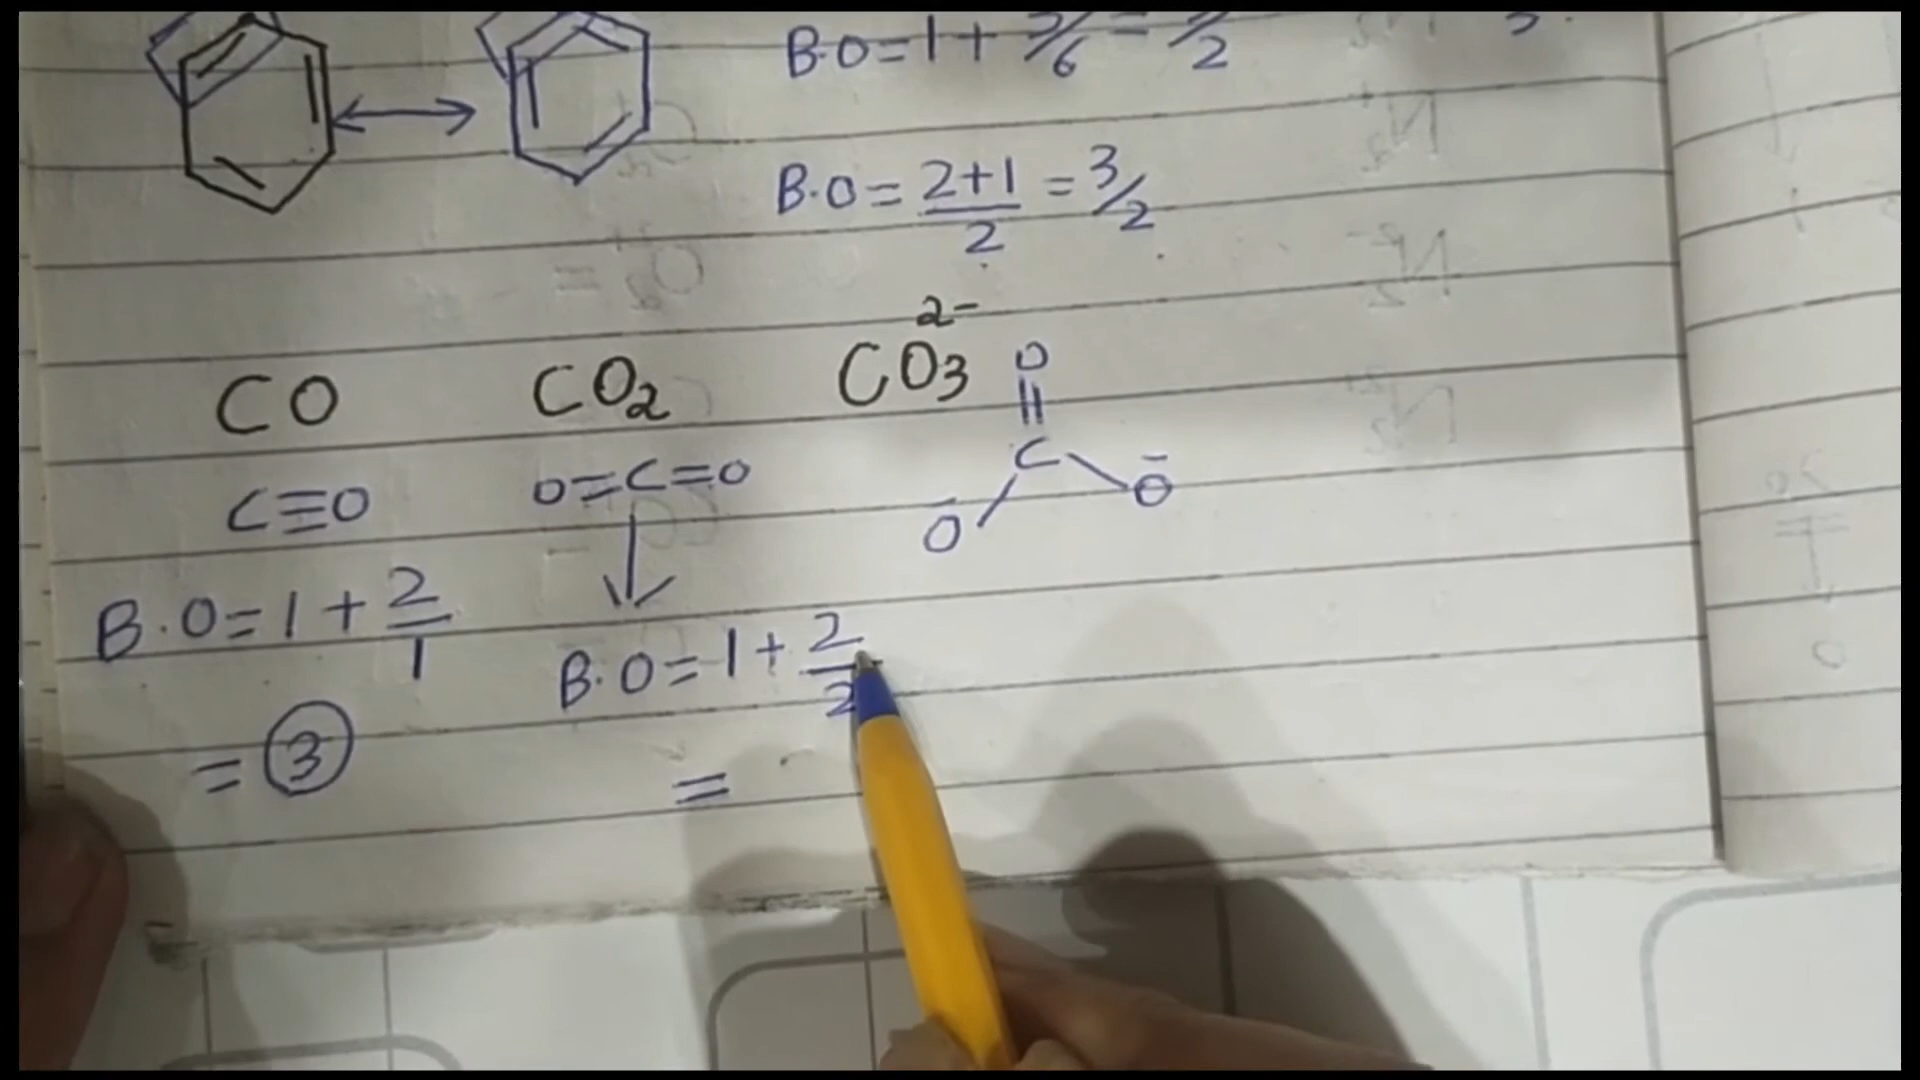 B.O = 1 + 3/6 = 3/2
B.O = 2+1/2 = 3/2
CO CO2 CO3 2-
O
C≡O O=C=O C
O- O-
B.O = 1 + 2/1
B.O = 1 + 2/2
= 3
=